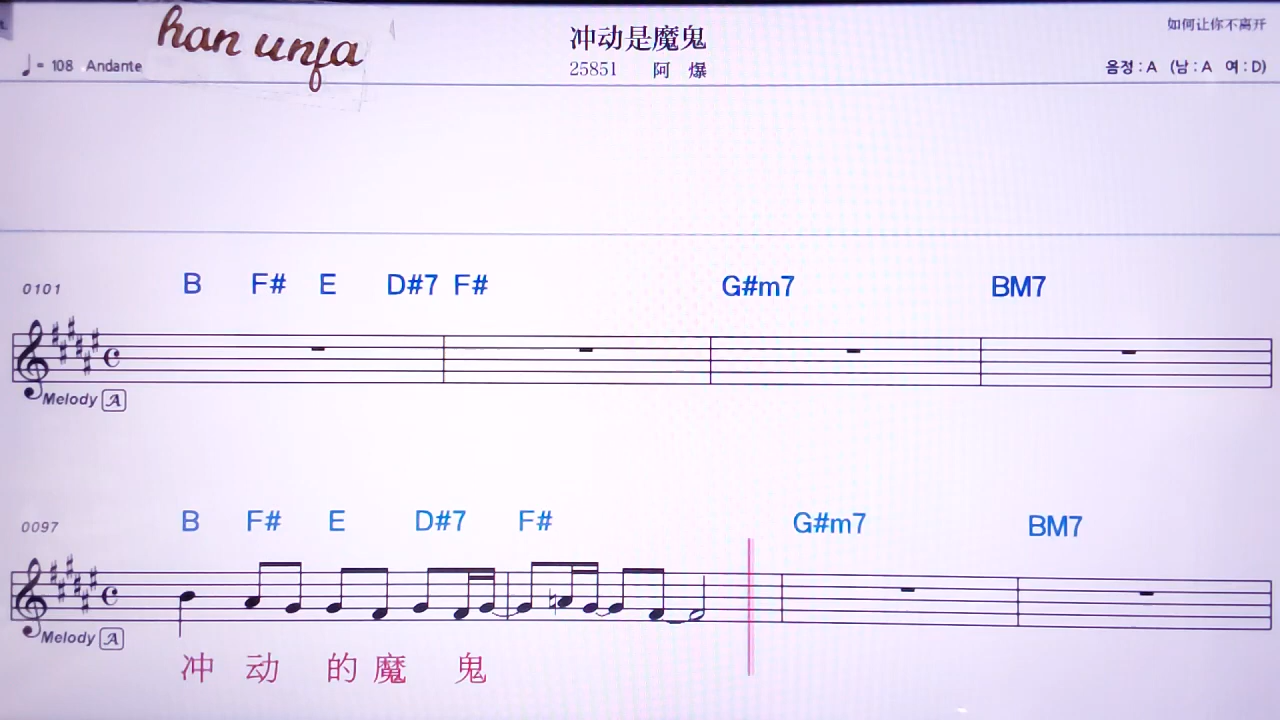 han unfa
冲动是魔鬼
如何让你不离开
♩ = 108 Andante
25851 阿 爆
음정 : A (남 : A 여 : D)
0101
B F# E D#7 F# G#m7 BM7
Melody A
0097
B F# E D#7 F# G#m7 BM7
Melody A
冲 动 的 魔 鬼